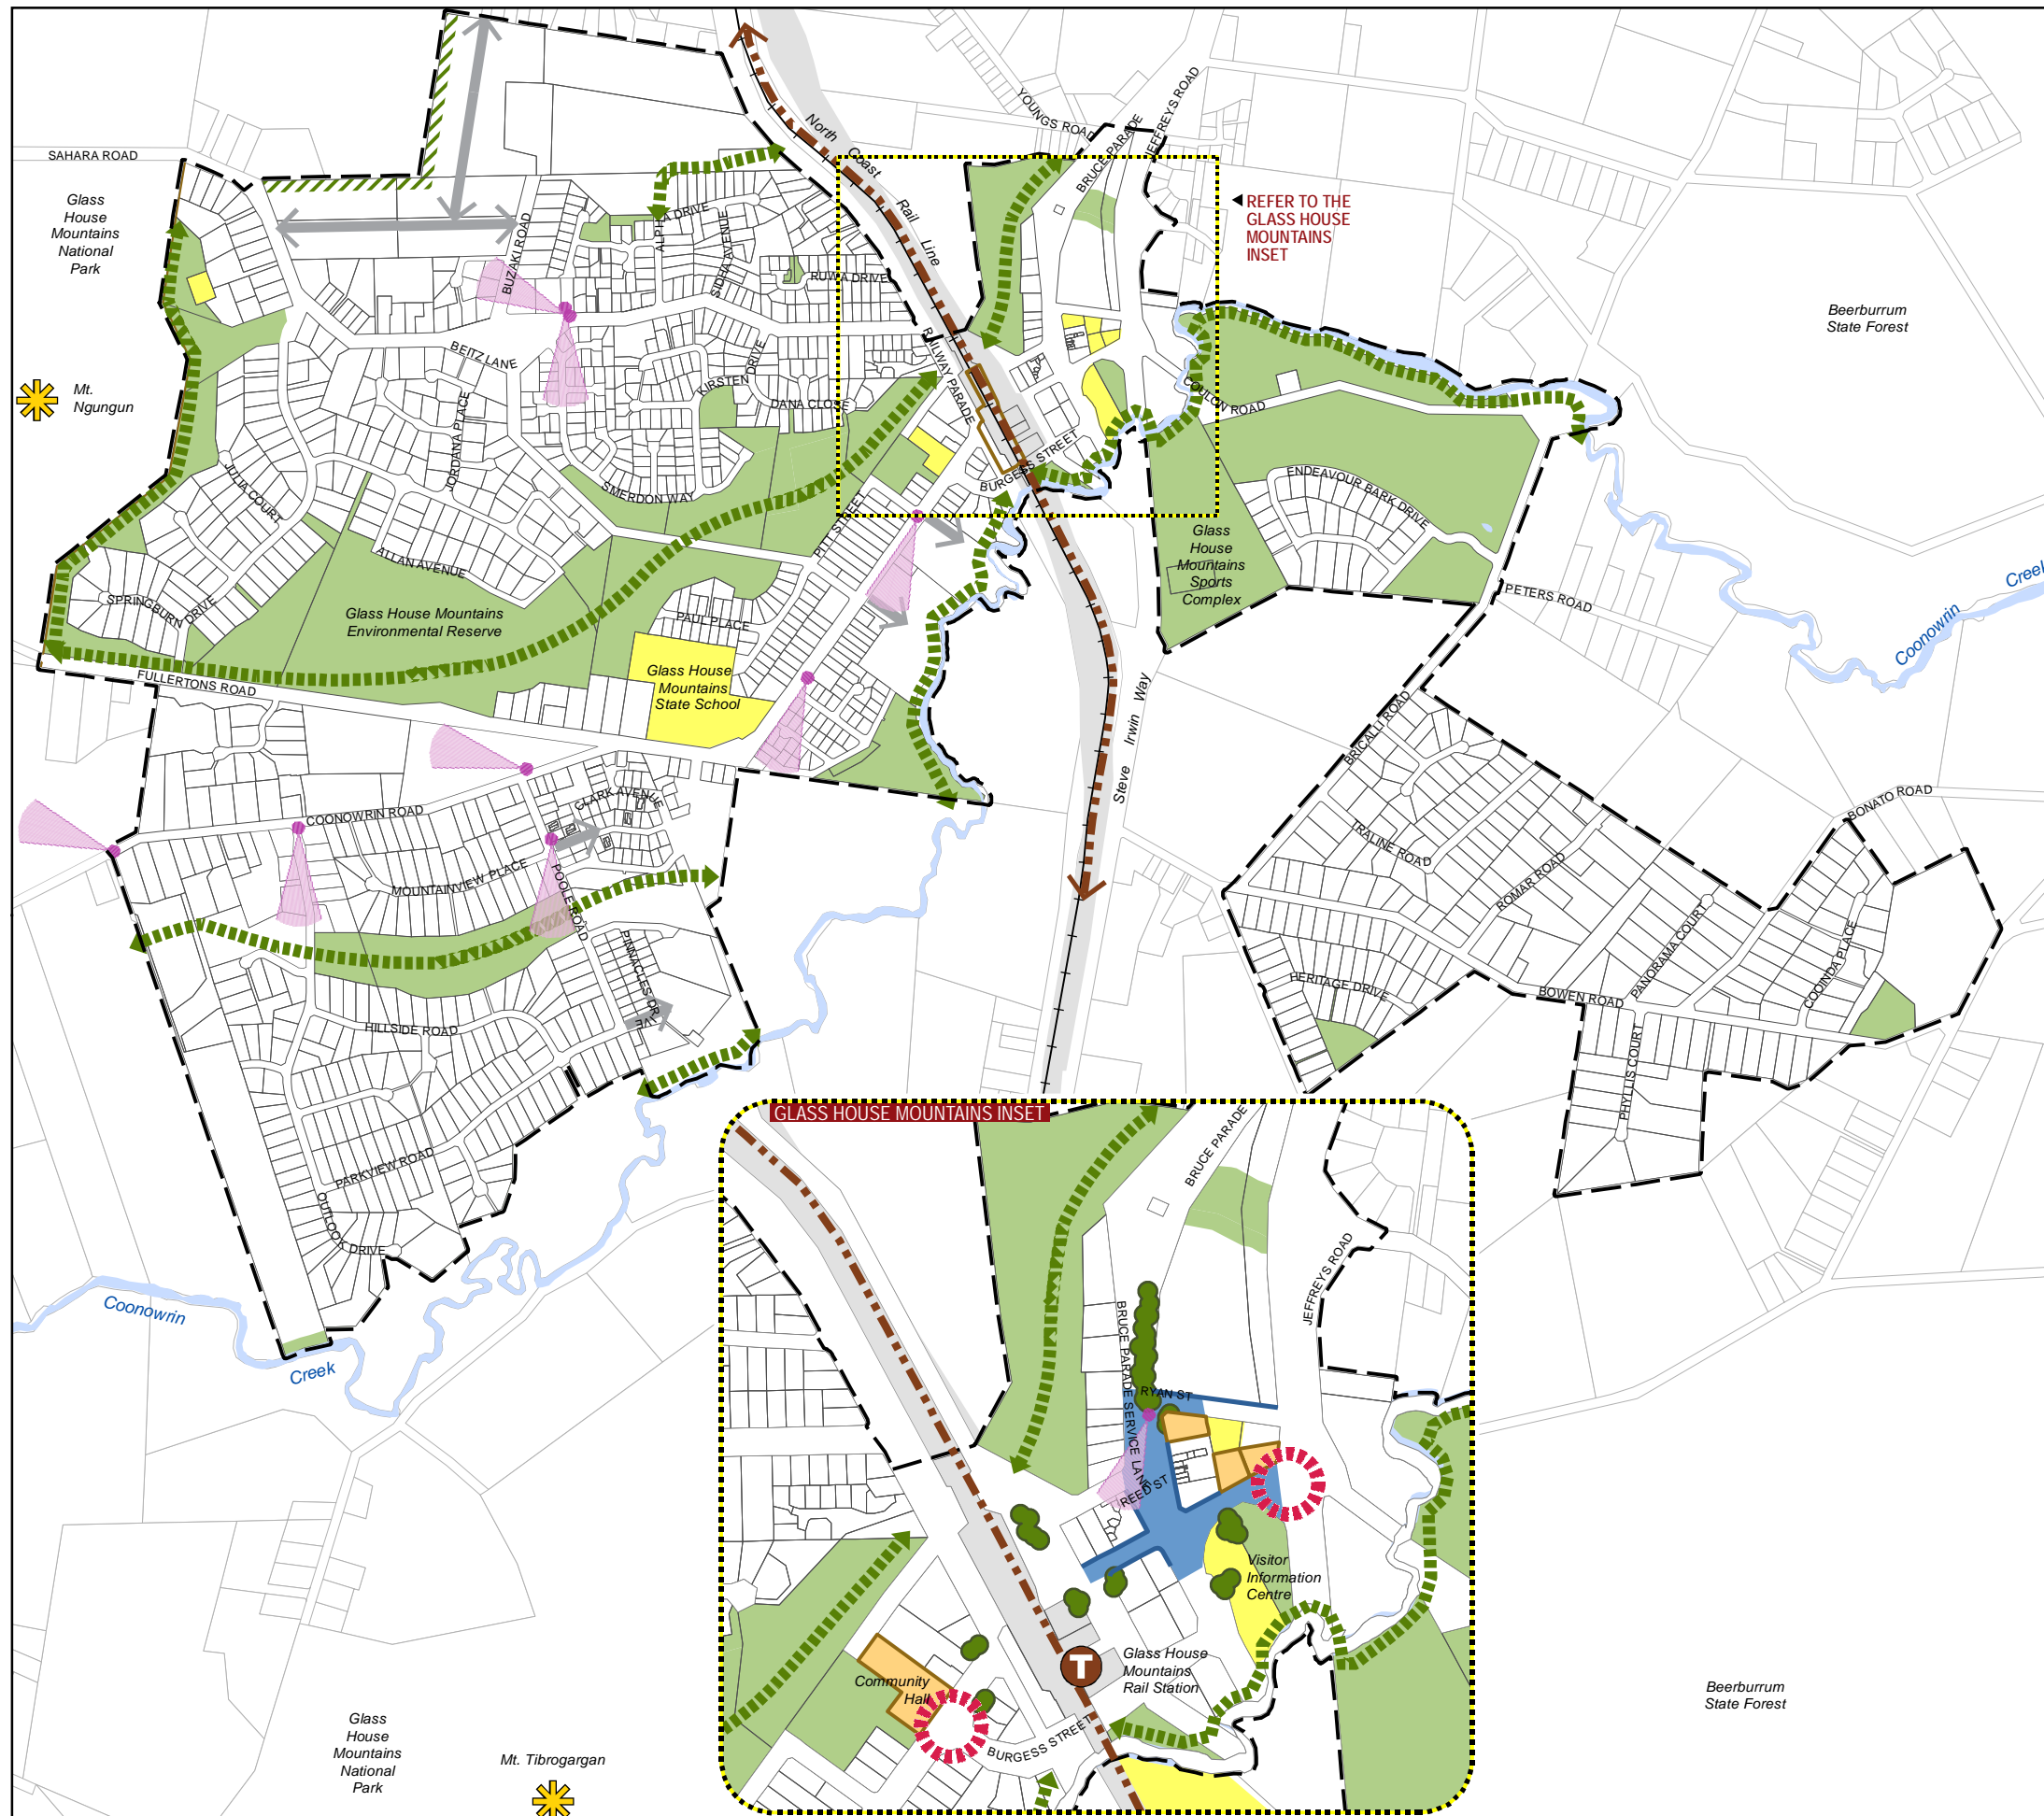 SAHARA ROAD
Glass
House
Mountains
National
Park
Mt.
Ngungun
North
Coast
Rail
Line
YOUNGS ROAD
BRUCE PARADE
JEFFREYS ROAD
REFER TO THE
GLASS HOUSE
MOUNTAINS
INSET
Beerburrum
State Forest
BUZAKI ROAD
ALPHA DRIVE
SIDHA AVENUE
RUWA DRIVE
RAILWAY PARADE
BEITZ LANE
KIRSTEN DRIVE
DANA CLOSE
JORDANA PLACE
COULON ROAD
BURGESS STREET
JULIA COURT
SMERDON WAY
PITT STREET
ENDEAVOUR BARK DRIVE
Glass
House
Mountains
Sports
Complex
ALLAN AVENUE
SPRINGBURN DRIVE
Glass House Mountains
Environmental Reserve
PAUL PLACE
PETERS ROAD
Coonowrin
Creek
FULLERTONS ROAD
Glass House
Mountains
State School
Steve Irwin Way
BRICALLI ROAD
COONOWRIN ROAD
CLARK AVENUE
MOUNTAINVIEW PLACE
POOLE ROAD
PINNACLES DRIVE
TRALINE ROAD
ROMAR ROAD
BONATO ROAD
PANORAMA COURT
COOINDA PLACE
HERITAGE DRIVE
BOWEN ROAD
PHYLLIS COURT
HILLSIDE ROAD
PARKVIEW ROAD
OUTLOOK DRIVE
Coonowrin
Creek
GLASS HOUSE MOUNTAINS INSET
BRUCE PARADE
JEFFREYS ROAD
BRUCE PARADE SERVICE LANE
RYAN ST
REED ST
Visitor
Information
Centre
T
Glass House
Mountains
Rail Station
Community
Hall
BURGESS STREET
Glass
House
Mountains
National
Park
Mt. Tibrogargan
Beerburrum
State Forest